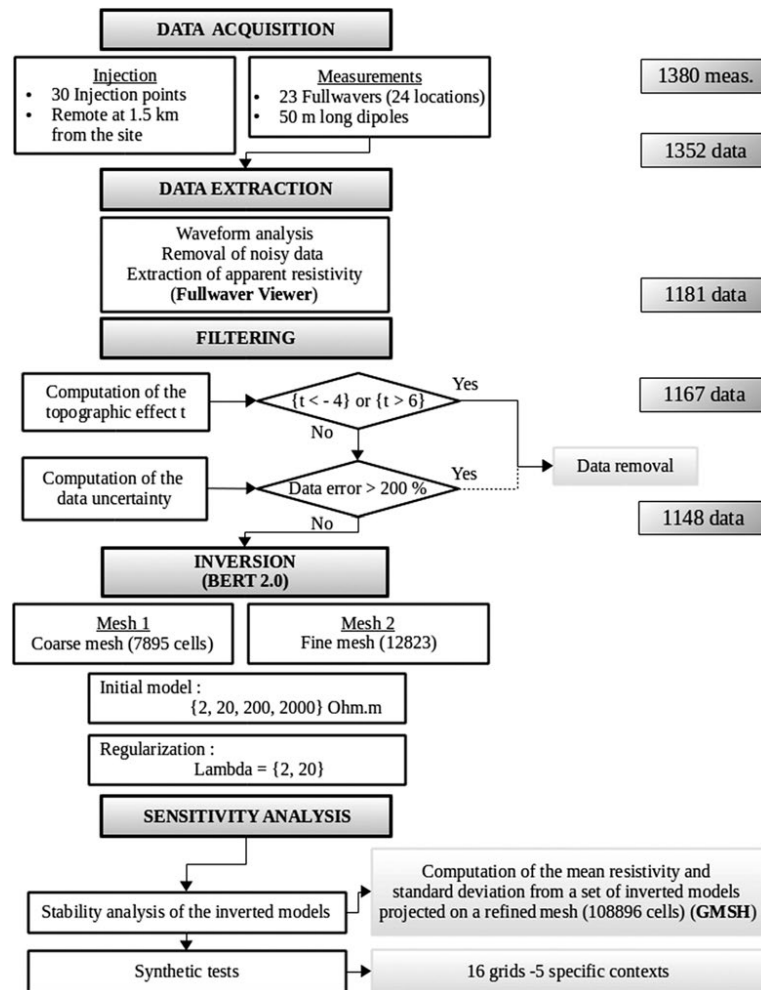 DATA ACQUISITION
Injection
• 30 Injection points
• Remote at 1.5 km
from the site
Measurements
• 23 Fullwavers (24 locations)
• 50 m long dipoles
1380 meas.
1352 data
DATA EXTRACTION
Waveform analysis
Removal of noisy data
Extraction of apparent resistivity
(Fullwaver Viewer)
1181 data
FILTERING
Computation of the
topographic effect t
{t < - 4} or {t > 6}
Yes
No
1167 data
Data removal
Computation of the
data uncertainty
Data error > 200 %
Yes
No
1148 data
INVERSION
(BERT 2.0)
Mesh 1
Coarse mesh (7895 cells)
Mesh 2
Fine mesh (12823)
Initial model :
{2, 20, 200, 2000} Ohm.m
Regularization :
Lambda = {2, 20}
SENSITIVITY ANALYSIS
Stability analysis of the inverted models
Computation of the mean resistivity and
standard deviation from a set of inverted models
projected on a refined mesh (108896 cells) (GMSH)
Synthetic tests
16 grids -5 specific contexts